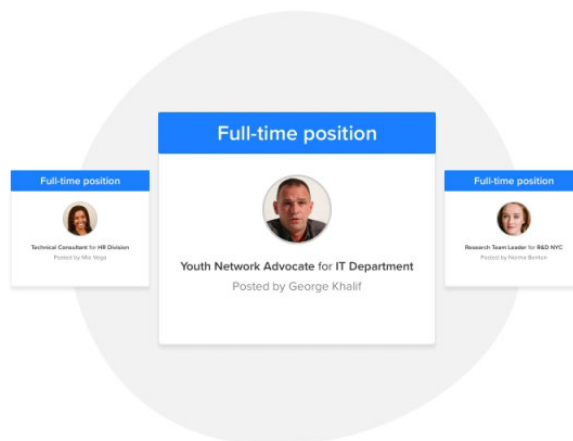 Full-time position
Youth Network Advocate for IT Department
Posted by George Khalif
Full-time position
Technical Consultant for HR Division
Posted by Mia Vega
Full-time position
Research Team Leader for R&D NYC
Posted by Norma Benton